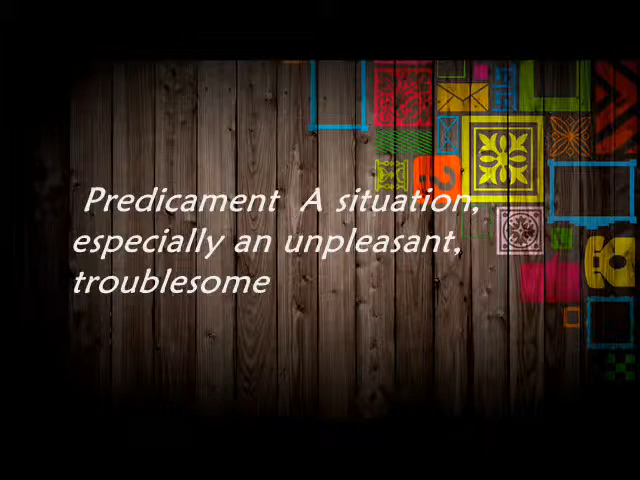 Predicament A situation,
especially an unpleasant,
troublesome